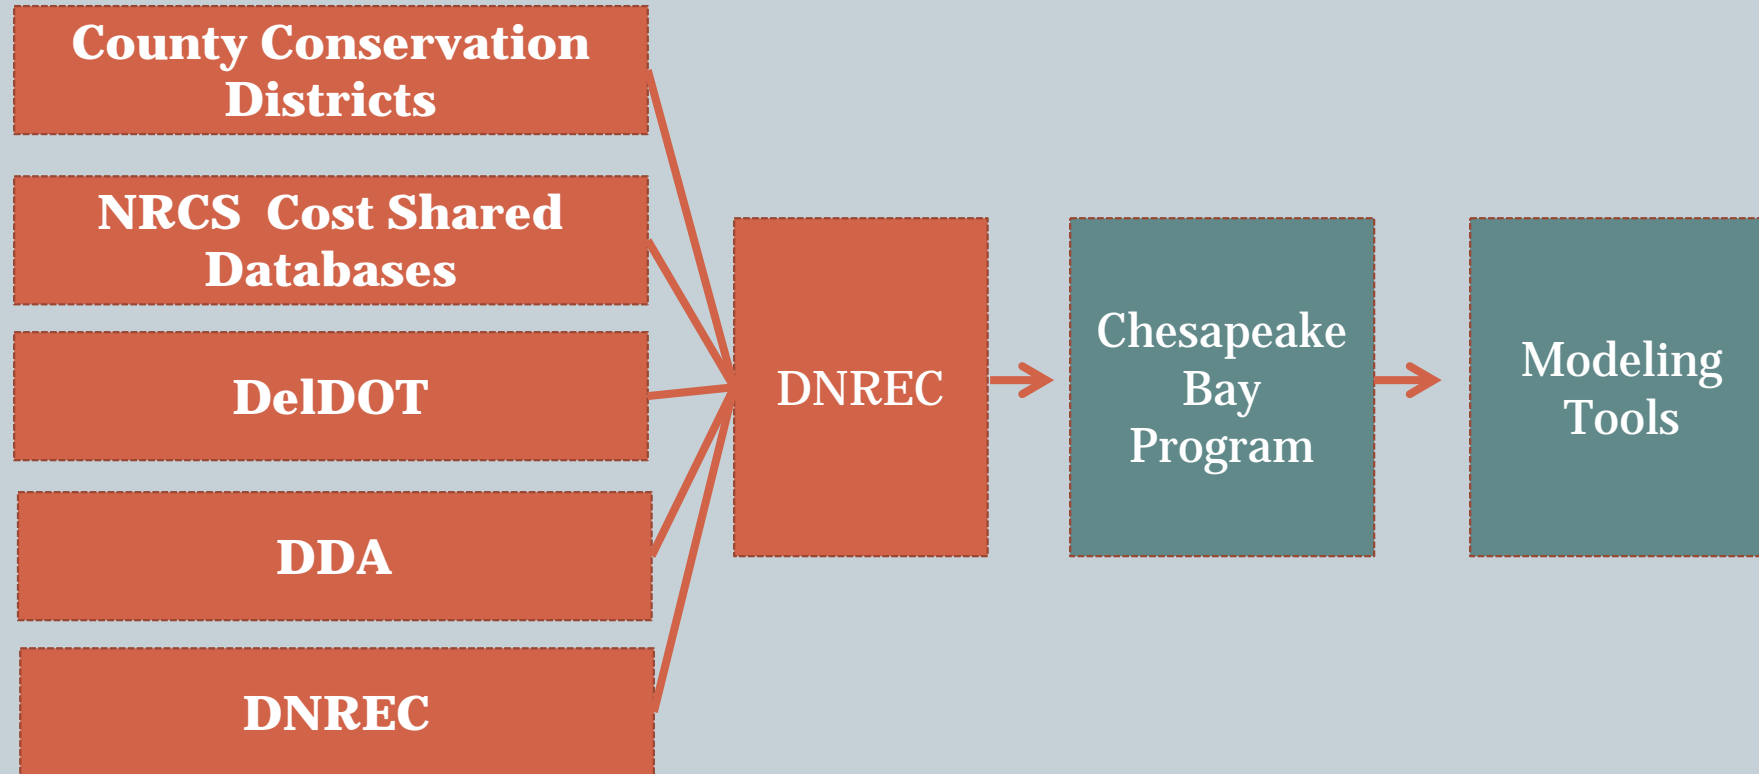 County Conservation
Districts
NRCS Cost Shared
Databases
DelDOT
DDA
DNREC
DNREC
Chesapeake
Bay
Program
Modeling
Tools